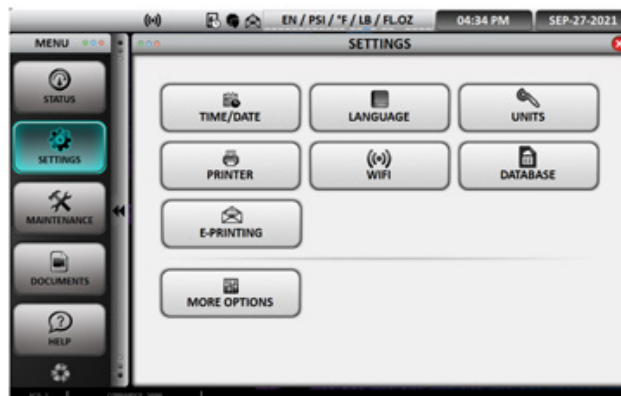 EN / PSI / °F / LB / FL.OZ
04:34 PM
SEP-27-2021
MENU
SETTINGS
STATUS
SETTINGS
MAINTENANCE
DOCUMENTS
HELP
TIME/DATE
LANGUAGE
UNITS
PRINTER
WIFI
DATABASE
E-PRINTING
MORE OPTIONS